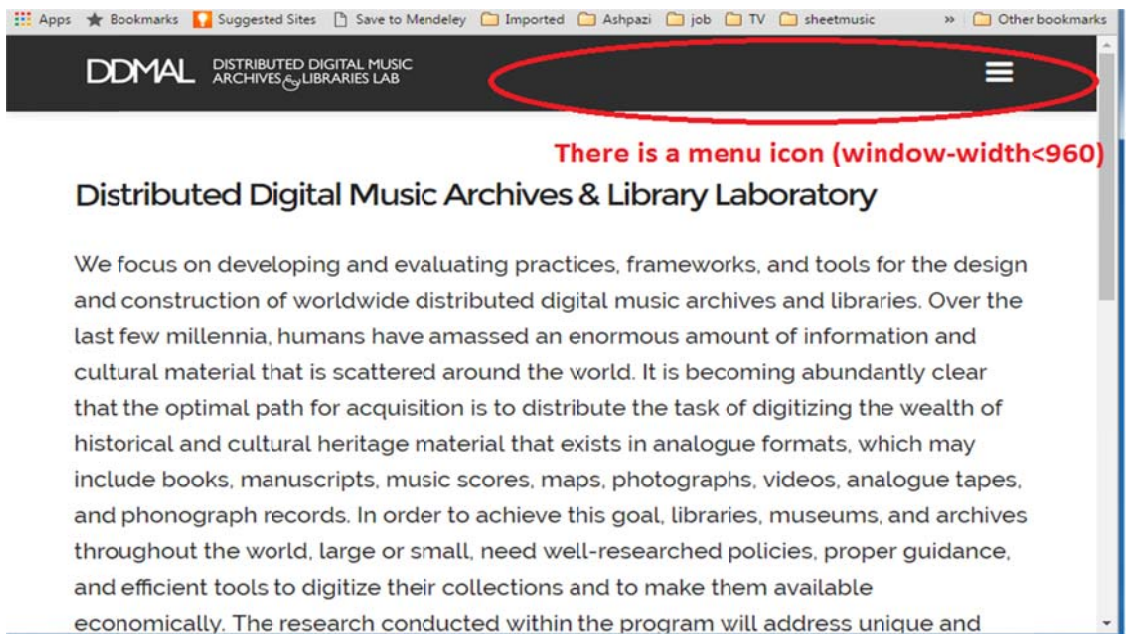 Apps Bookmarks Suggested Sites Save to Mendeley Imported Ashpazi job TV sheetmusic » Other bookmarks
DDMAL DISTRIBUTED DIGITAL MUSIC
ARCHIVES & LIBRARIES LAB
There is a menu icon (window-width<960)
Distributed Digital Music Archives & Library Laboratory
We focus on developing and evaluating practices, frameworks, and tools for the design
and construction of worldwide distributed digital music archives and libraries. Over the
last few millennia, humans have amassed an enormous amount of information and
cultural material that is scattered around the world. It is becoming abundantly clear
that the optimal path for acquisition is to distribute the task of digitizing the wealth of
historical and cultural heritage material that exists in analogue formats, which may
include books, manuscripts, music scores, maps, photographs, videos, analogue tapes,
and phonograph records. In order to achieve this goal, libraries, museums, and archives
throughout the world, large or small, need well-researched policies, proper guidance,
and efficient tools to digitize their collections and to make them available
economically. The research conducted within the program will address unique and